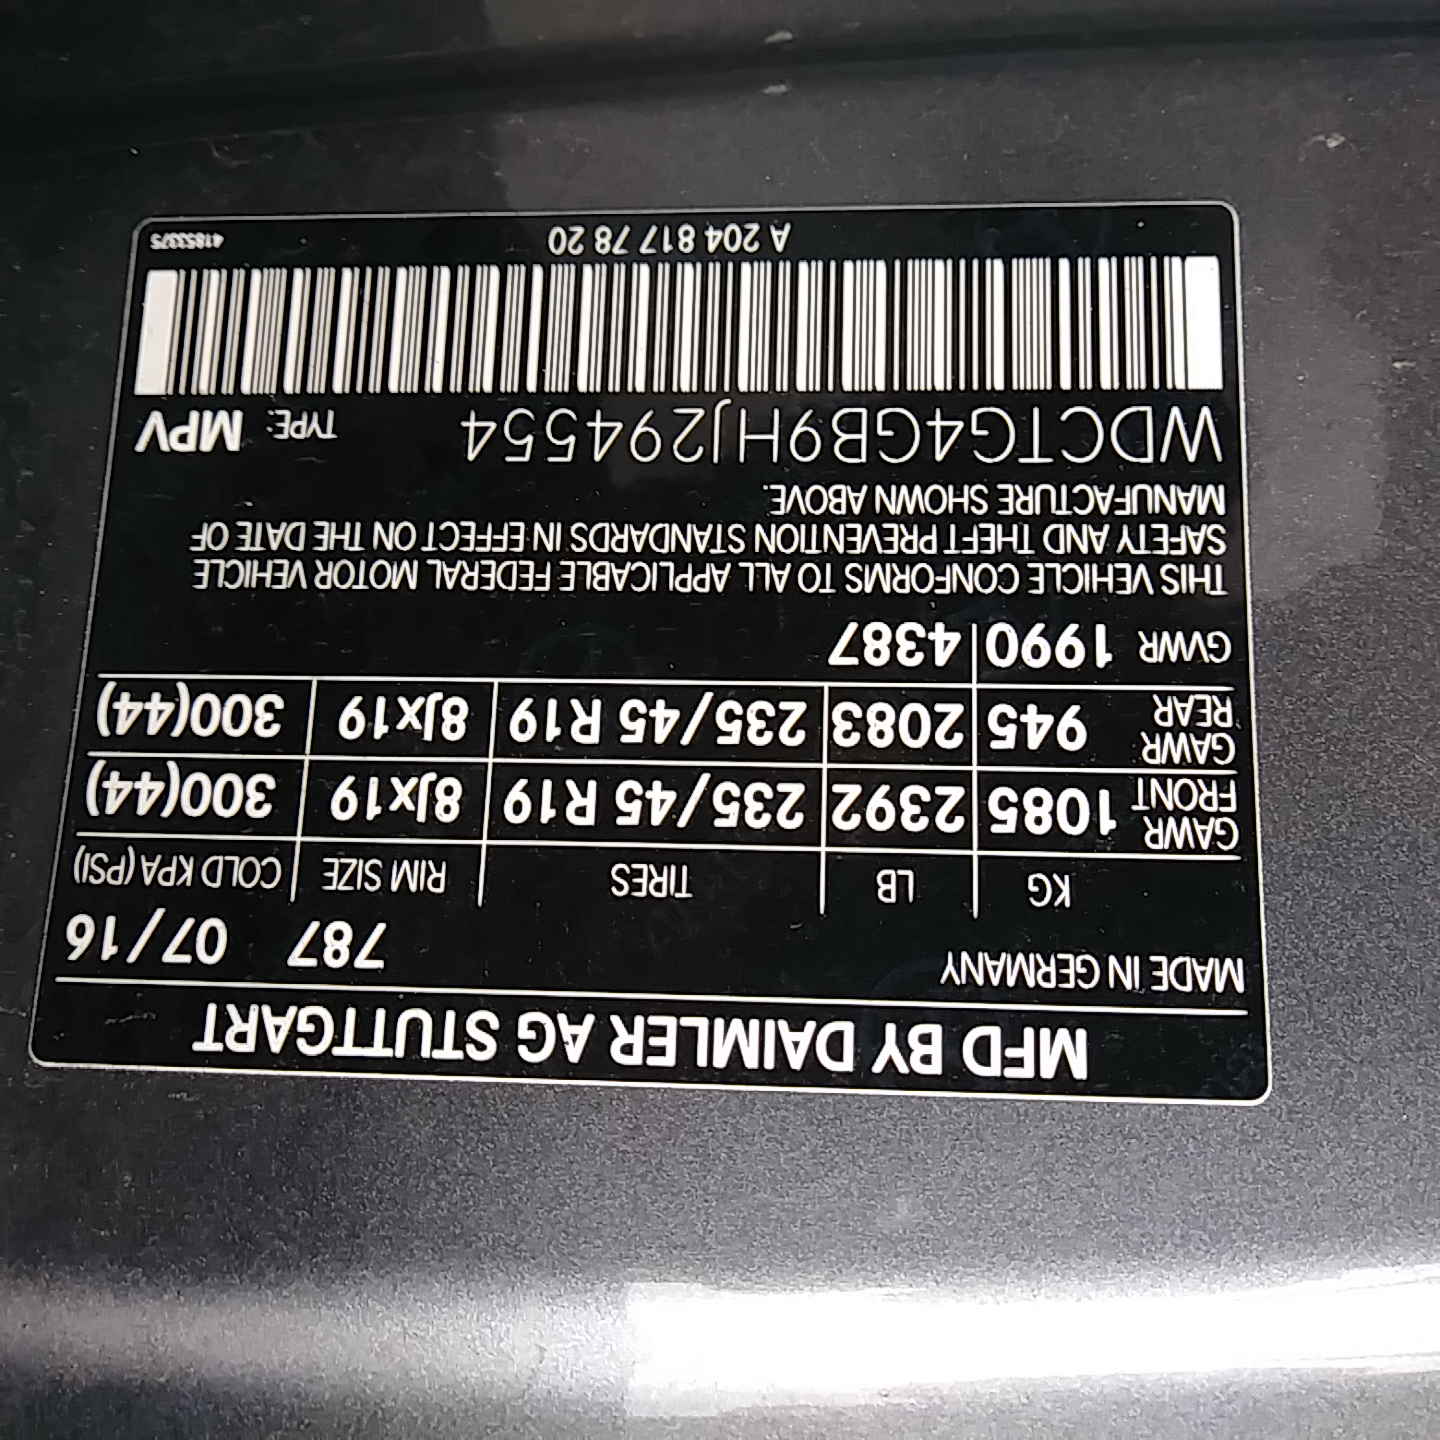 MFD BY DAIMLER AG STUTTGART
MADE IN GERMANY 787 07/16
KG LB TIRES RIM SIZE COLD KPA (PSI)
GAWR FRONT 1085 2392 235/45 R19 8Jx19 300(44)
GAWR REAR 945 2083 235/45 R19 8Jx19 300(44)
GVWR 1990 4387
THIS VEHICLE CONFORMS TO ALL APPLICABLE FEDERAL MOTOR VEHICLE
SAFETY AND THEFT PREVENTION STANDARDS IN EFFECT ON THE DATE OF
MANUFACTURE SHOWN ABOVE.
WDCTG4GB9HJ294554 TYPE: MPV
A 204 817 78 20 41853375